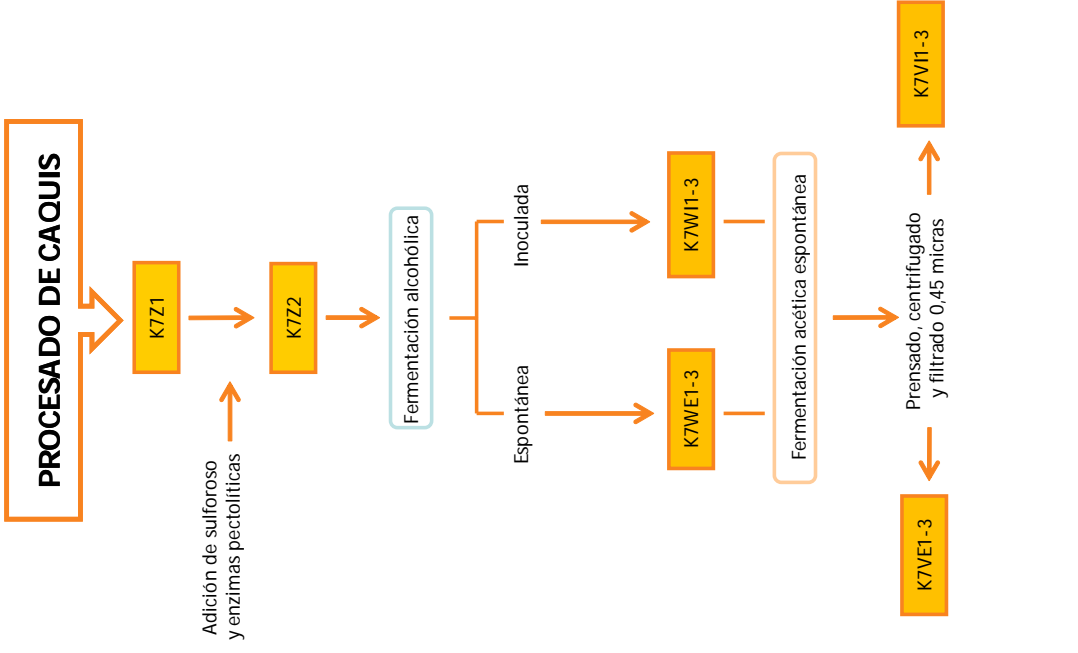 PROCESADO DE CAQUIS
K7Z1
Adición de sulforoso
y enzimas pectolíticas
K7Z2
Fermentación alcohólica
Espontánea
Inoculada
K7WE1-3
K7WI1-3
Fermentación acética espontánea
Prensado, centrifugado
y filtrado 0,45 micras
K7VE1-3
K7VI1-3